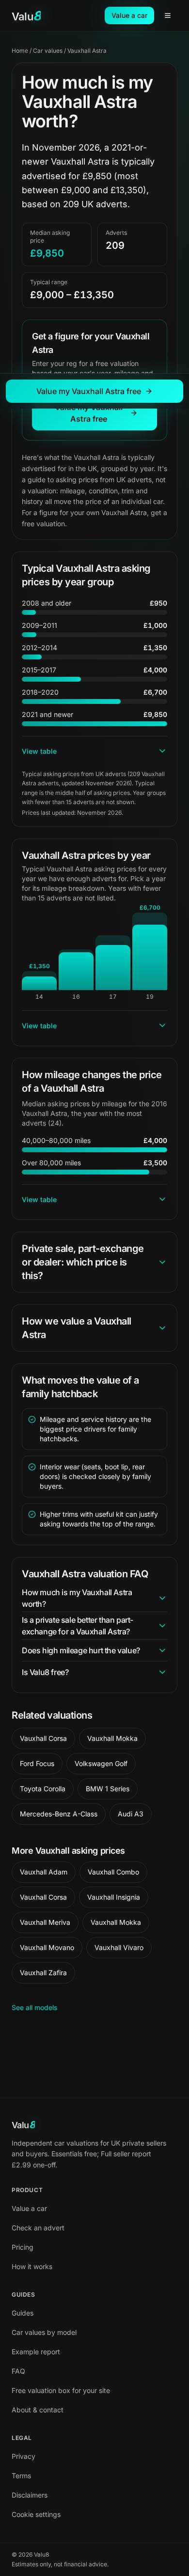 Valu8
Value a car
Home / Car values / Vauxhall Astra
How much is my
Vauxhall Astra
worth?
In November 2026, a 2021-or-
newer Vauxhall Astra is typically
advertised for £9,850 (most
between £9,000 and £13,350),
based on 209 UK adverts.
Median asking
price
£9,850
Adverts
209
Typical range
£9,000 – £13,350
Get a figure for your Vauxhall
Astra
Enter your reg for a free valuation
Value my Vauxhall Astra free →
Astra free
Here's what the Vauxhall Astra is typically
advertised for in the UK, grouped by year. It's
a guide to asking prices from UK adverts, not
a valuation: mileage, condition, trim and
history move the price of an individual car.
For a figure for your own Vauxhall Astra, get a
free valuation.
Typical Vauxhall Astra asking
prices by year group
2008 and older £950
2009–2011 £1,000
2012–2014 £1,350
2015–2017 £4,000
2018–2020 £6,700
2021 and newer £9,850
View table
Typical asking prices from UK adverts (209 Vauxhall
Astra adverts, updated November 2026). Typical
range is the middle half of asking prices. Year groups
with fewer than 15 adverts are not shown.
Prices last updated: November 2026.
Vauxhall Astra prices by year
Typical Vauxhall Astra asking prices for every
year we have enough adverts for. Pick a year
for its mileage breakdown. Years with fewer
than 15 adverts are not listed.
£6,700
£1,350
14 16 17 19
View table
How mileage changes the price
of a Vauxhall Astra
Median asking prices by mileage for the 2016
Vauxhall Astra, the year with the most
adverts (24).
40,000–80,000 miles £4,000
Over 80,000 miles £3,500
View table
Private sale, part-exchange
or dealer: which price is
this?
How we value a Vauxhall
Astra
What moves the value of a
family hatchback
Mileage and service history are the
biggest price drivers for family
hatchbacks.
Interior wear (seats, boot lip, rear
doors) is checked closely by family
buyers.
Higher trims with useful kit can justify
asking towards the top of the range.
Vauxhall Astra valuation FAQ
How much is my Vauxhall Astra
worth?
Is a private sale better than part-
exchange for a Vauxhall Astra?
Does high mileage hurt the value?
Is Valu8 free?
Related valuations
Vauxhall Corsa
Vauxhall Mokka
Ford Focus
Volkswagen Golf
Toyota Corolla
BMW 1 Series
Mercedes-Benz A-Class
Audi A3
More Vauxhall asking prices
Vauxhall Adam
Vauxhall Combo
Vauxhall Corsa
Vauxhall Insignia
Vauxhall Meriva
Vauxhall Mokka
Vauxhall Movano
Vauxhall Vivaro
Vauxhall Zafira
See all models
Valu8
Independent car valuations for UK private sellers
and buyers. Essentials free; Full seller report
£2.99 one-off.
PRODUCT
Value a car
Check an advert
Pricing
How it works
GUIDES
Guides
Car values by model
Example report
FAQ
Free valuation box for your site
About & contact
LEGAL
Privacy
Terms
Disclaimers
Cookie settings
© 2026 Valu8
Estimates only, not financial advice.